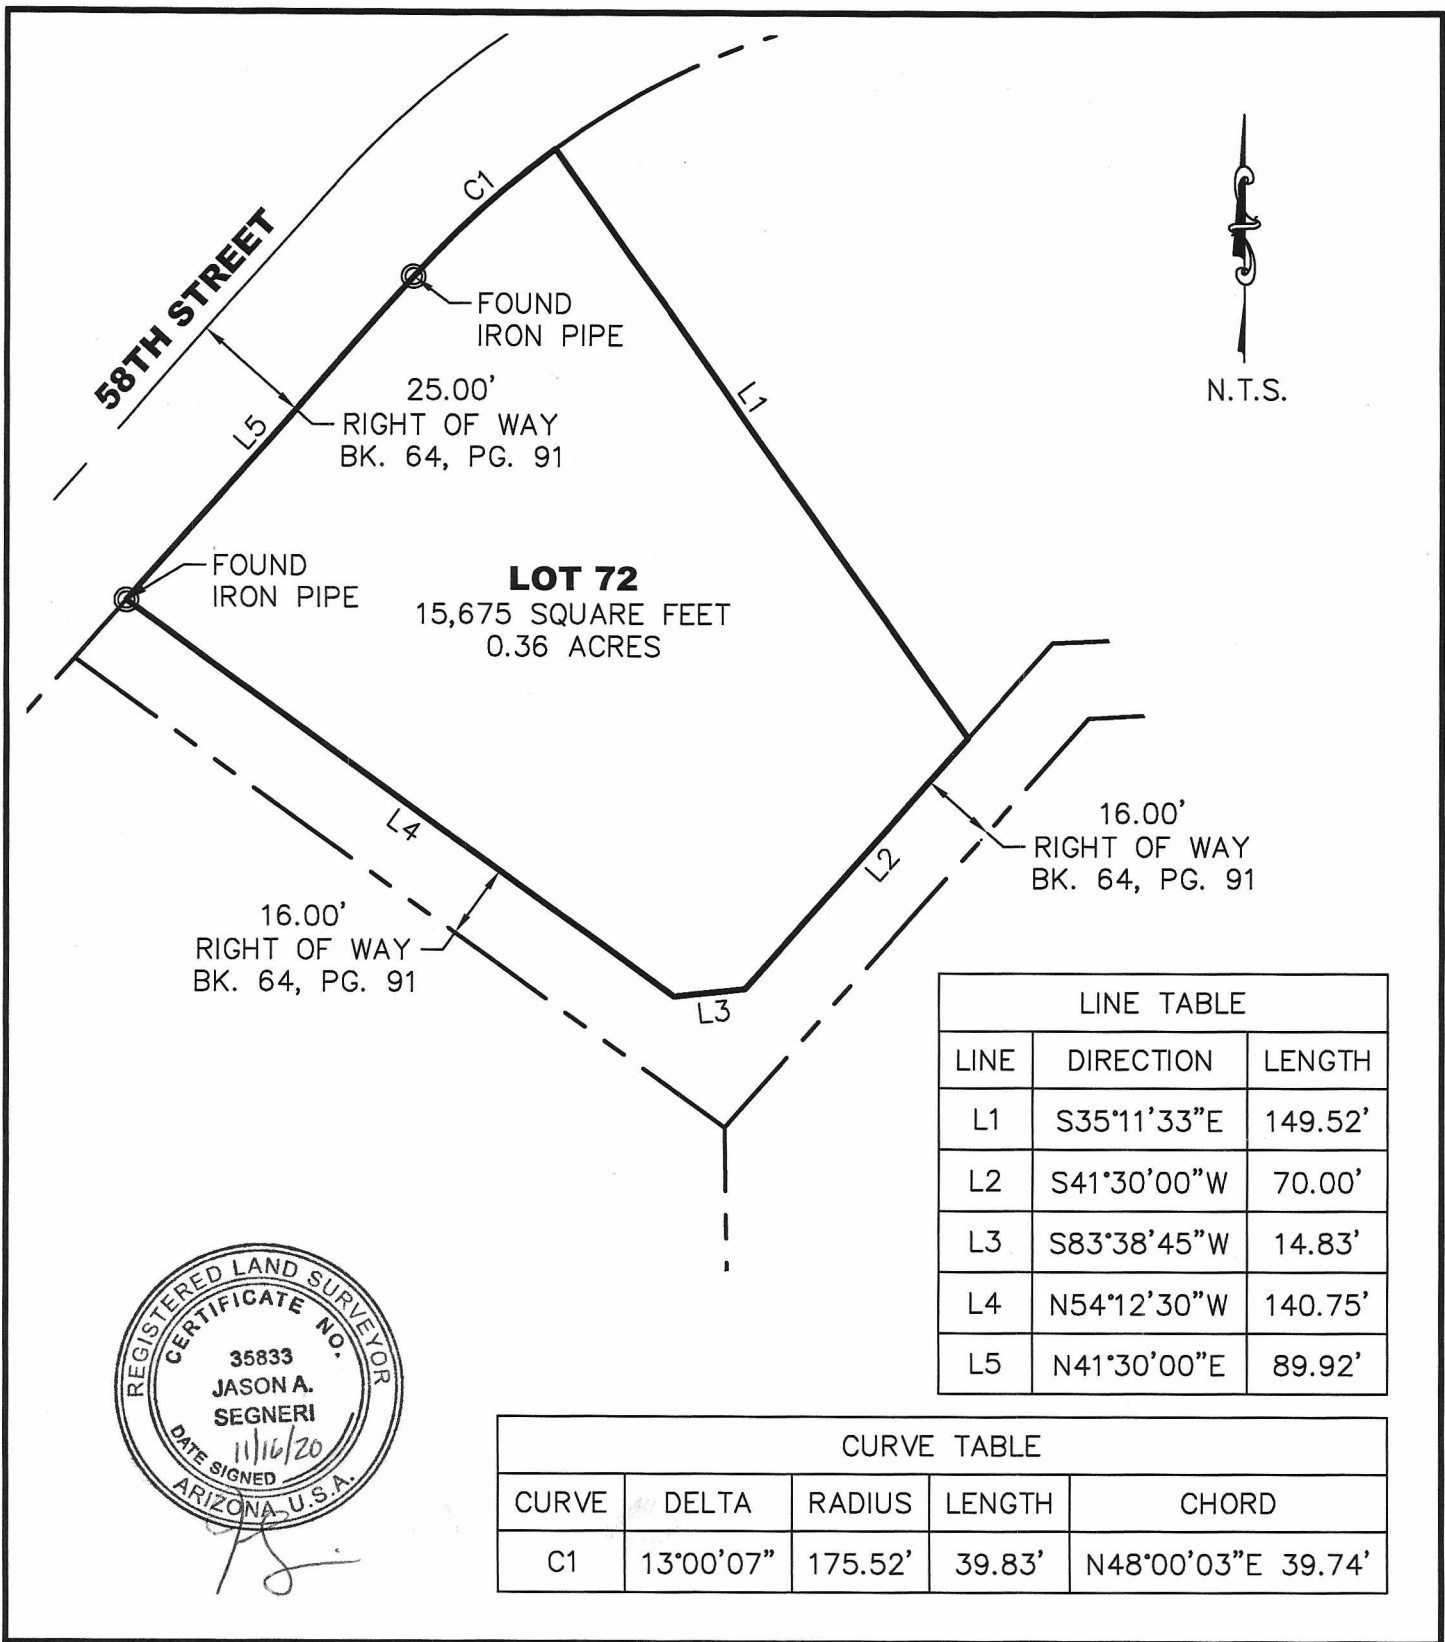 C1
58TH STREET
FOUND
IRON PIPE
25.00'
RIGHT OF WAY
BK. 64, PG. 91
L5
L1
N.T.S.
FOUND
IRON PIPE
LOT 72
15,675 SQUARE FEET
0.36 ACRES
L4
L2
16.00'
RIGHT OF WAY
BK. 64, PG. 91
16.00'
RIGHT OF WAY
BK. 64, PG. 91
L3
LINE TABLE
LINE DIRECTION LENGTH
L1 S35°11'33"E 149.52'
L2 S41°30'00"W 70.00'
L3 S83°38'45"W 14.83'
L4 N54°12'30"W 140.75'
L5 N41°30'00"E 89.92'
REGISTERED LAND SURVEYOR
CERTIFICATE NO.
35833
JASON A.
SEGNERI
11/16/20
DATE SIGNED
ARIZONA U.S.A.
CURVE TABLE
CURVE DELTA RADIUS LENGTH CHORD
C1 13°00'07" 175.52' 39.83' N48°00'03"E 39.74'